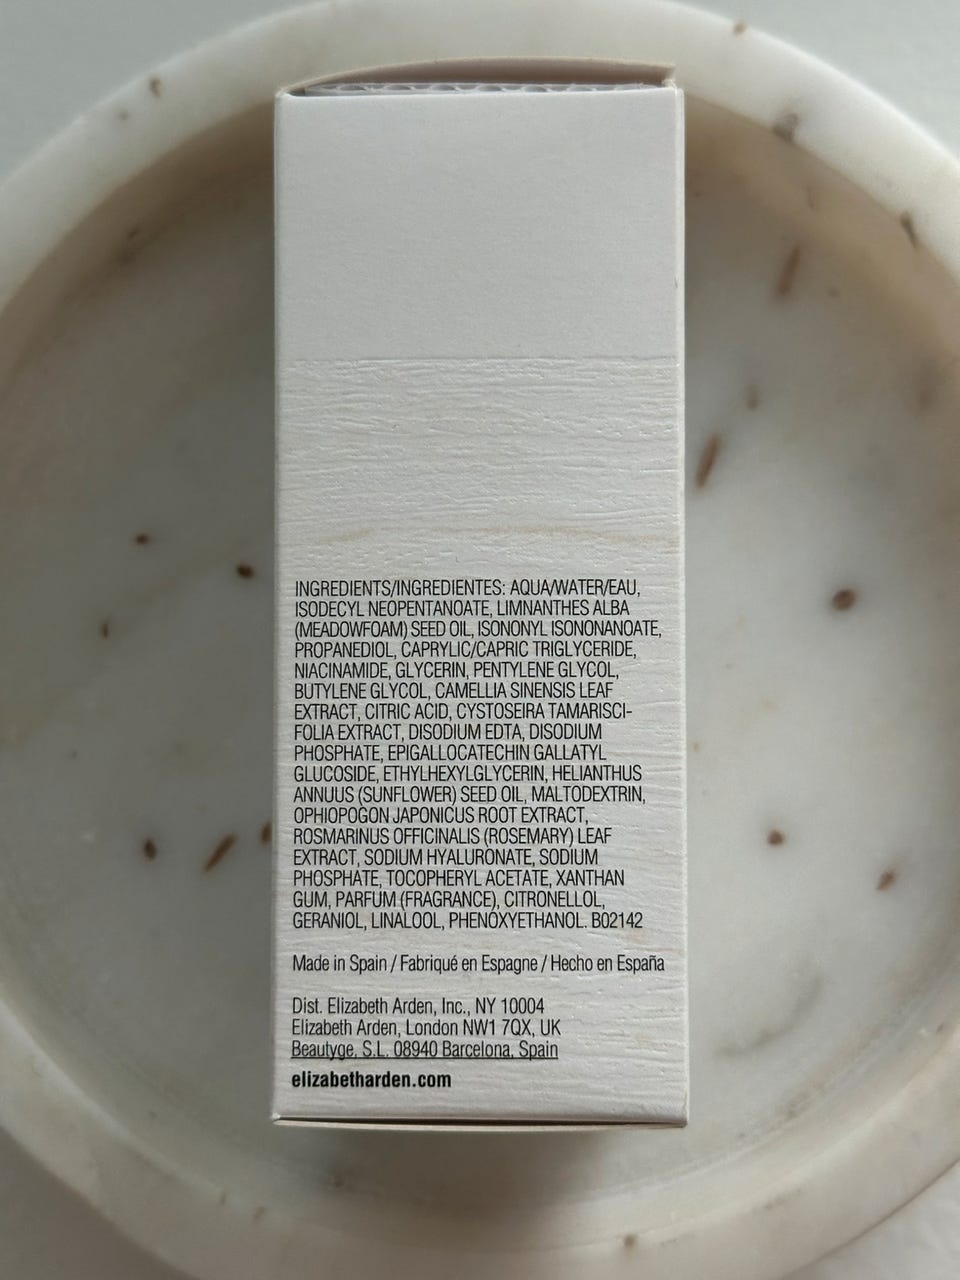 INGREDIENTS/INGREDIENTES: AQUA/WATER/EAU,
ISODECYL NEOPENTANOATE, LIMNANTHES ALBA
(MEADOWFOAM) SEED OIL, ISONONYL ISONONANOATE,
PROPANEDIOL, CAPRYLIC/CAPRIC TRIGLYCERIDE,
NIACINAMIDE, GLYCERIN, PENTYLENE GLYCOL,
BUTYLENE GLYCOL, CAMELLIA SINENSIS LEAF
EXTRACT, CITRIC ACID, CYSTOSEIRA TAMARISCI-
FOLIA EXTRACT, DISODIUM EDTA, DISODIUM
PHOSPHATE, EPIGALLOCATECHIN GALLATYL
GLUCOSIDE, ETHYLHEXYLGLYCERIN, HELIANTHUS
ANNUUS (SUNFLOWER) SEED OIL, MALTODEXTRIN,
OPHIOPOGON JAPONICUS ROOT EXTRACT,
ROSMARINUS OFFICINALIS (ROSEMARY) LEAF
EXTRACT, SODIUM HYALURONATE, SODIUM
PHOSPHATE, TOCOPHERYL ACETATE, XANTHAN
GUM, PARFUM (FRAGRANCE), CITRONELLOL,
GERANIOL, LINALOOL, PHENOXYETHANOL. B02142
Made in Spain / Fabriqué en Espagne / Hecho en España
Dist. Elizabeth Arden, Inc., NY 10004
Elizabeth Arden, London NW1 7QX, UK
Beautyge, S.L. 08940 Barcelona, Spain
elizabetharden.com